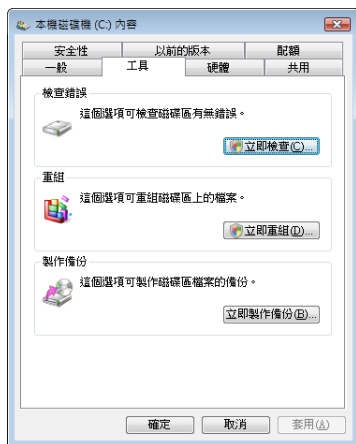 本機磁碟機 (C:) 內容
安全性 以前的版本 配額
一般 工具 硬體 共用
檢查錯誤
這個選項可檢查磁碟區有無錯誤。
立即檢查(C)...
重組
這個選項可重組磁碟區上的檔案。
立即重組(D)...
製作備份
這個選項可製作磁碟區檔案的備份。
立即製作備份(B)...
確定 取消 套用(A)